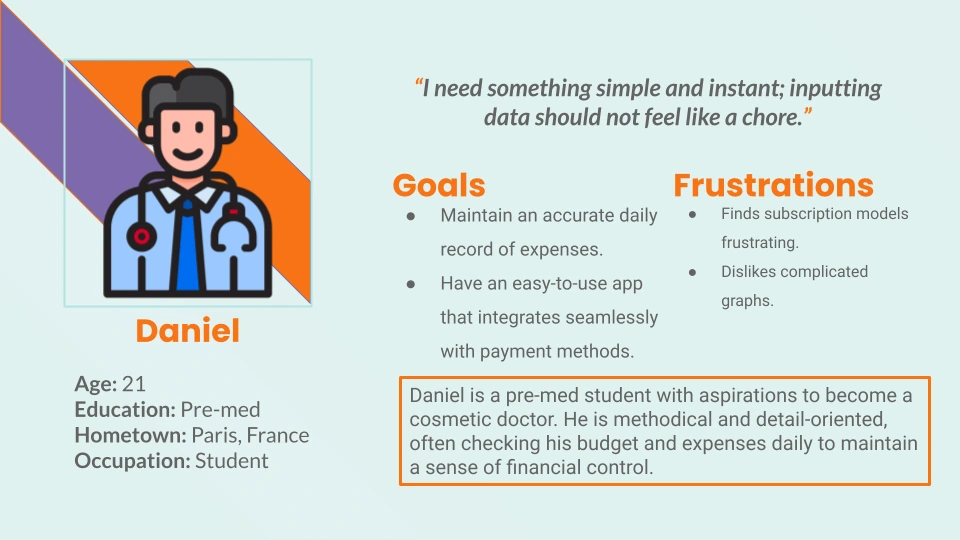 “I need something simple and instant; inputting
data should not feel like a chore.”
Goals
● Maintain an accurate daily
record of expenses.
● Have an easy-to-use app
that integrates seamlessly
with payment methods.
Frustrations
● Finds subscription models
frustrating.
● Dislikes complicated
graphs.
Daniel
Age: 21
Education: Pre-med
Hometown: Paris, France
Occupation: Student
Daniel is a pre-med student with aspirations to become a
cosmetic doctor. He is methodical and detail-oriented,
often checking his budget and expenses daily to maintain
a sense of financial control.